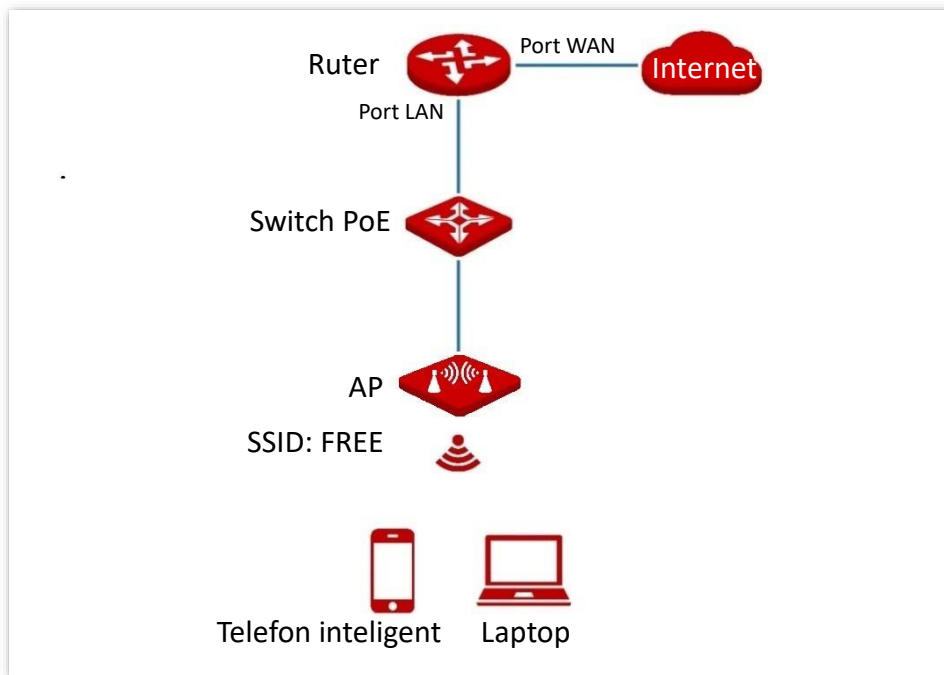 Port WAN
Ruter
Internet
Port LAN
Switch PoE
AP
SSID: FREE
Telefon inteligent
Laptop